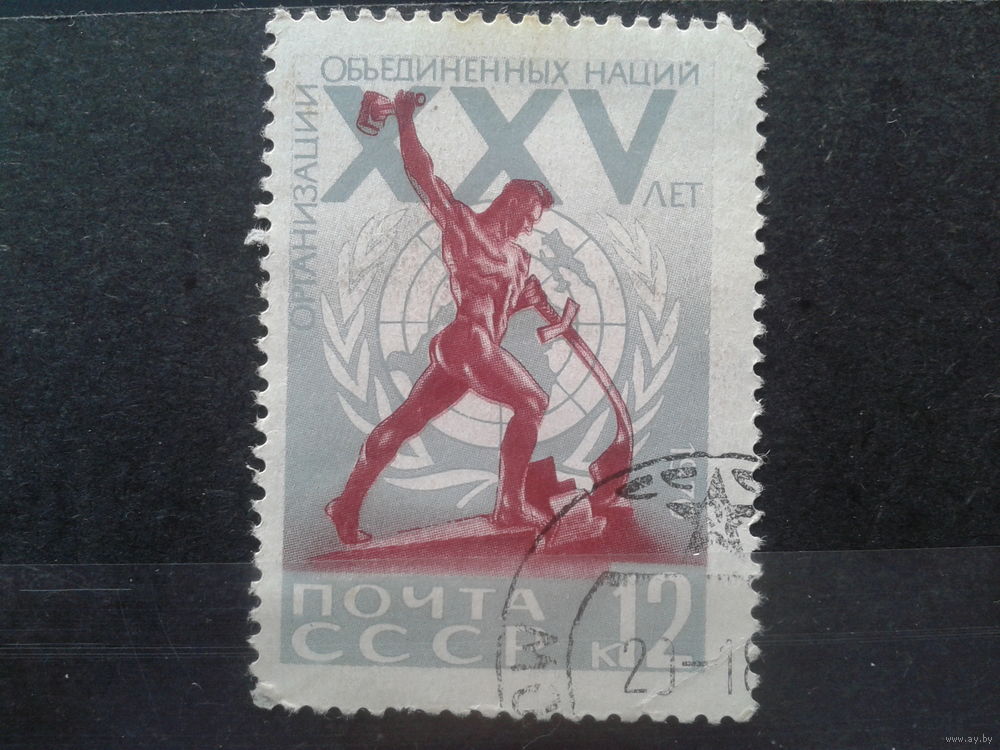 ОРГАНИЗАЦИИ
ОБЪЕДИНЕННЫХ НАЦИЙ
XXV
ЛЕТ
ПОЧТА
СССР
К 12
www.ay.by